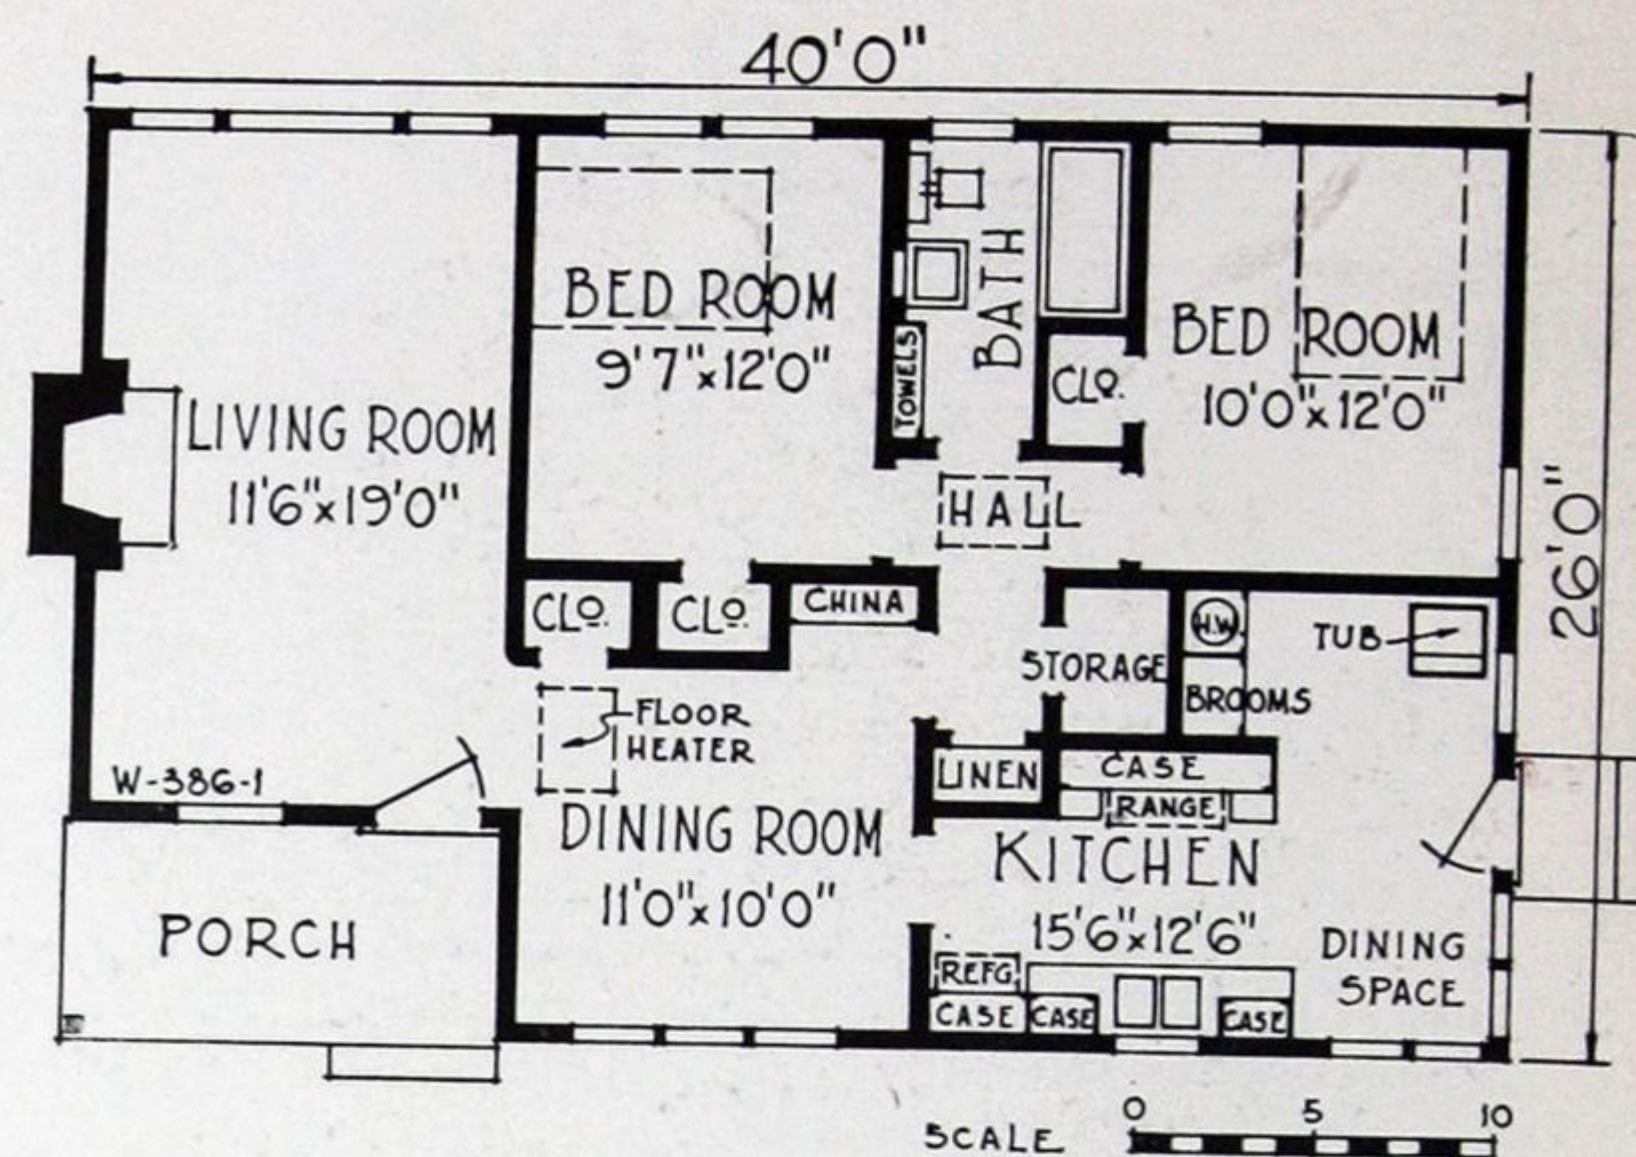 40'0"
BED ROOM
9'7"x12'0"
BATH
TOWELS
CLO.
BED ROOM
10'0"x12'0"
LIVING ROOM
11'6"x19'0"
HALL
26'0"
CLO.
CLO.
CHINA
STORAGE
H.W.
BROOMS
TUB
FLOOR
HEATER
LINEN
CASE
RANGE
W-386-1
DINING ROOM
11'0"x10'0"
KITCHEN
15'6"x12'6"
DINING
SPACE
PORCH
REFG
CASE
CASE
CASE
SCALE
0 5 10